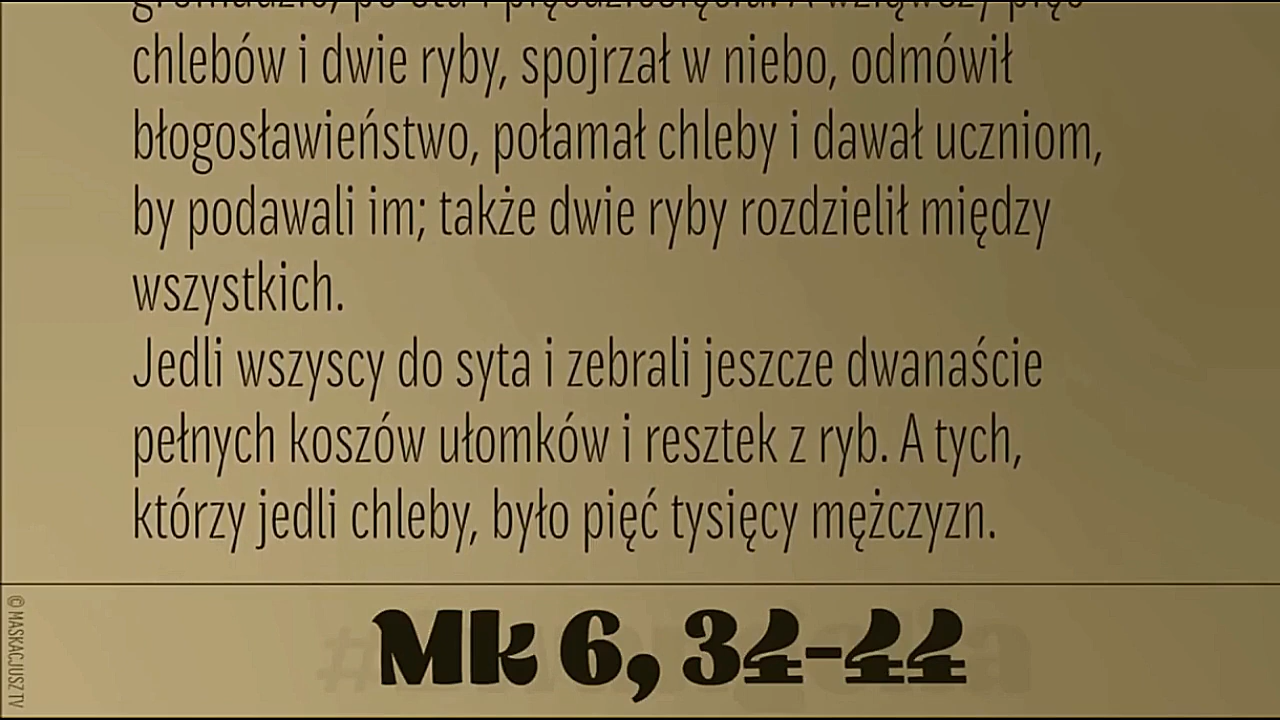 chlebów i dwie ryby, spojrzał w niebo, odmówił
błogosławieństwo, połamał chleby i dawał uczniom,
by podawali im; także dwie ryby rozdzielił między
wszystkich.
Jedli wszyscy do syta i zebrali jeszcze dwanaście
pełnych koszów ułomków i resztek z ryb. A tych,
którzy jedli chleby, było pięć tysięcy mężczyzn.
Mk 6, 34-44
© MASKACJUSZ TV